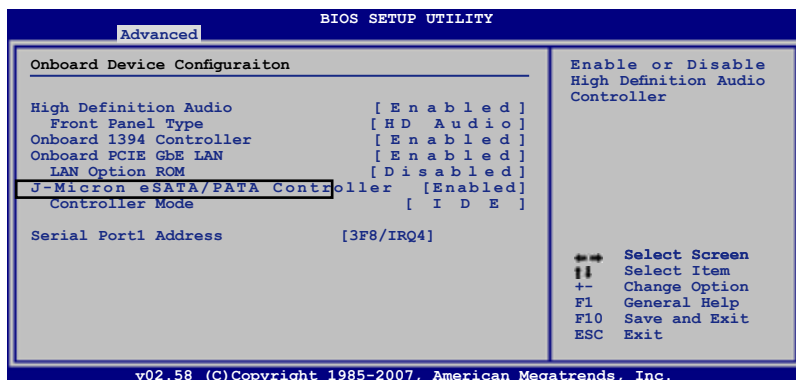 BIOS SETUP UTILITY
Advanced
Onboard Device Configuraiton
High Definition Audio [Enabled]
Front Panel Type [HD Audio]
Onboard 1394 Controller [Enabled]
Onboard PCIE GbE LAN [Enabled]
LAN Option ROM [Disabled]
J-Micron eSATA/PATA Controller [Enabled]
Controller Mode [IDE]
Serial Port1 Address [3F8/IRQ4]
Enable or Disable
High Definition Audio
Controller
Select Screen
Select Item
+- Change Option
F1 General Help
F10 Save and Exit
ESC Exit
v02.58 (C)Copyright 1985-2007, American Megatrends, Inc.